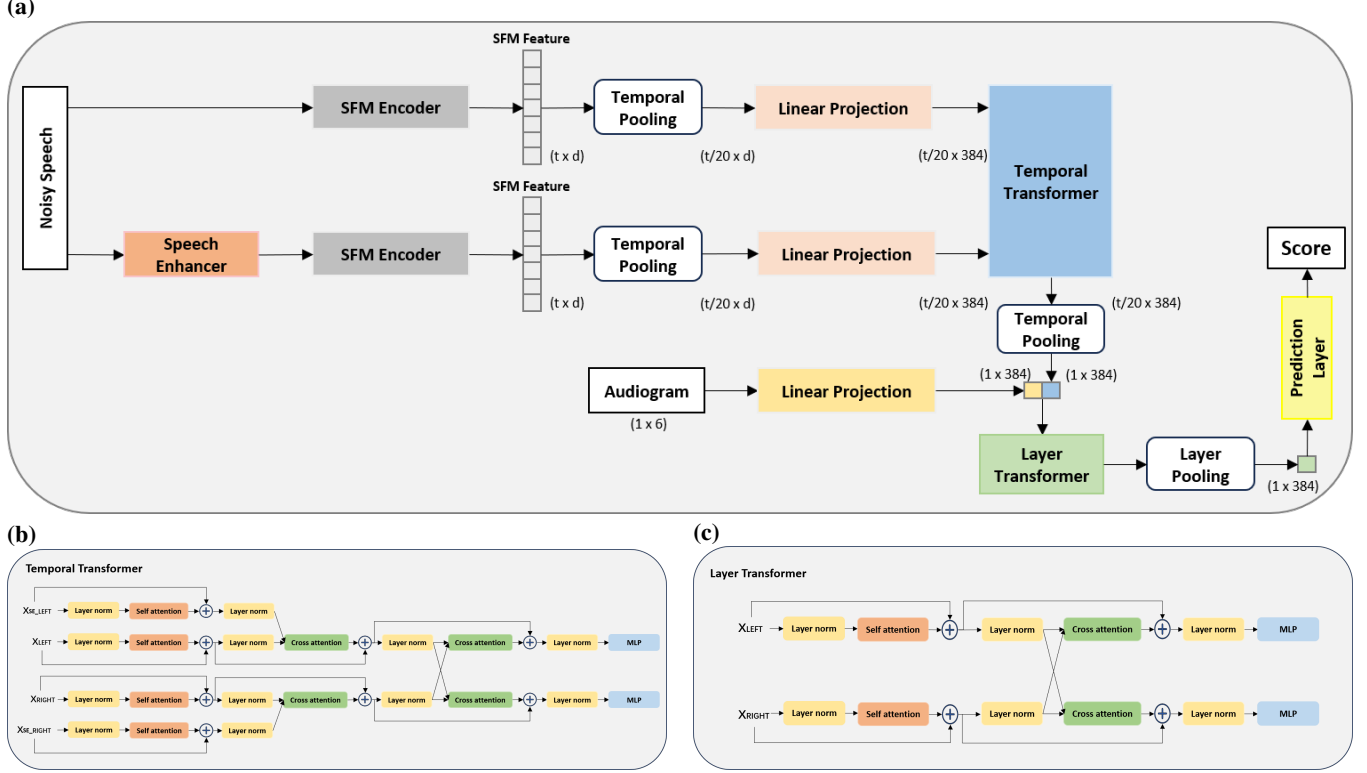 (a)
SFM Feature
Noisy Speech
SFM Encoder
Temporal
Pooling
Linear Projection
(t x d)
(t/20 x d)
(t/20 x 384)
Temporal
Transformer
SFM Feature
Speech
Enhancer
SFM Encoder
Temporal
Pooling
Linear Projection
(t x d)
(t/20 x d)
(t/20 x 384)
(t/20 x 384)
Temporal
Pooling
(1 x 384)
(1 x 384)
Audiogram
(1 x 6)
Linear Projection
Layer
Transformer
Layer
Pooling
(1 x 384)
Prediction
Layer
Score
(b)
Temporal Transformer
XSE_LEFT
Layer norm
Self attention
Layer norm
XLEFT
Layer norm
Self attention
Layer norm
Cross attention
Layer norm
Cross attention
Layer norm
MLP
XRIGHT
Layer norm
Self attention
Layer norm
Cross attention
Layer norm
Cross attention
Layer norm
MLP
XSE_RIGHT
Layer norm
Self attention
Layer norm
(c)
Layer Transformer
XLEFT
Layer norm
Self attention
Layer norm
Cross attention
Layer norm
MLP
XRIGHT
Layer norm
Self attention
Layer norm
Cross attention
Layer norm
MLP